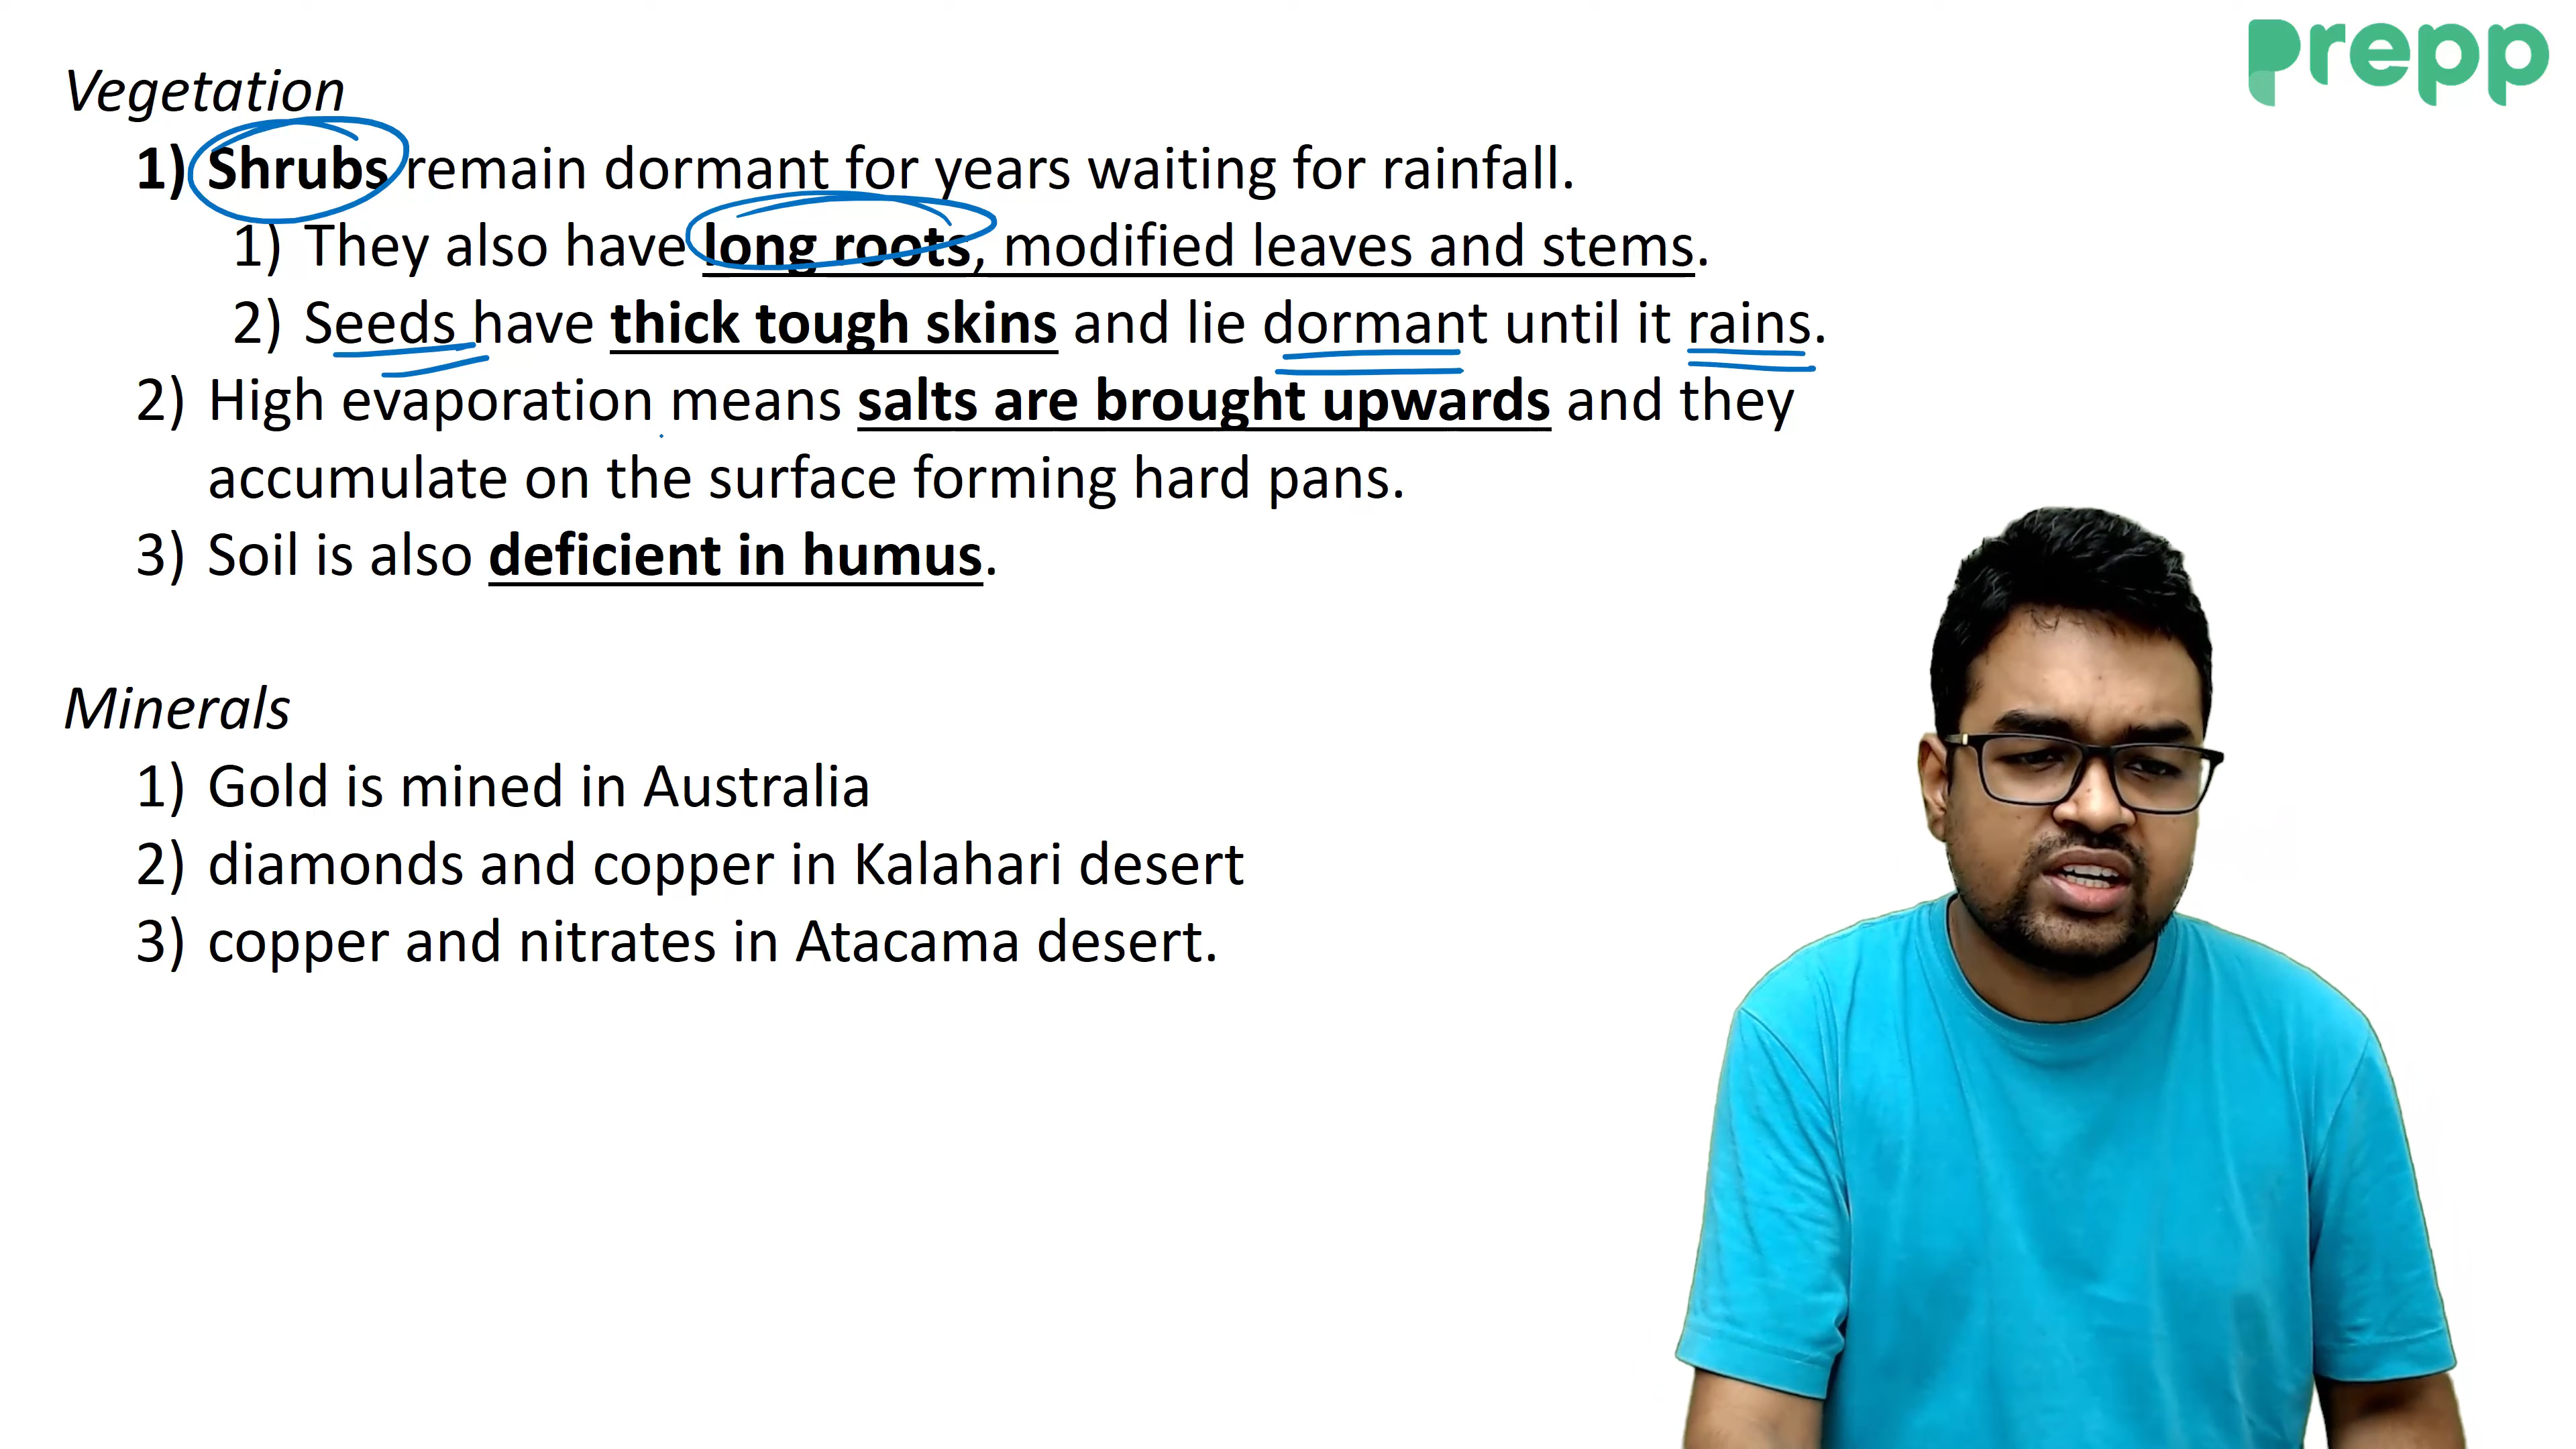 prepp
Vegetation
1) Shrubs remain dormant for years waiting for rainfall.
1) They also have long roots, modified leaves and stems.
2) Seeds have thick tough skins and lie dormant until it rains.
2) High evaporation means salts are brought upwards and they
accumulate on the surface forming hard pans.
3) Soil is also deficient in humus.
Minerals
1) Gold is mined in Australia
2) diamonds and copper in Kalahari desert
3) copper and nitrates in Atacama desert.